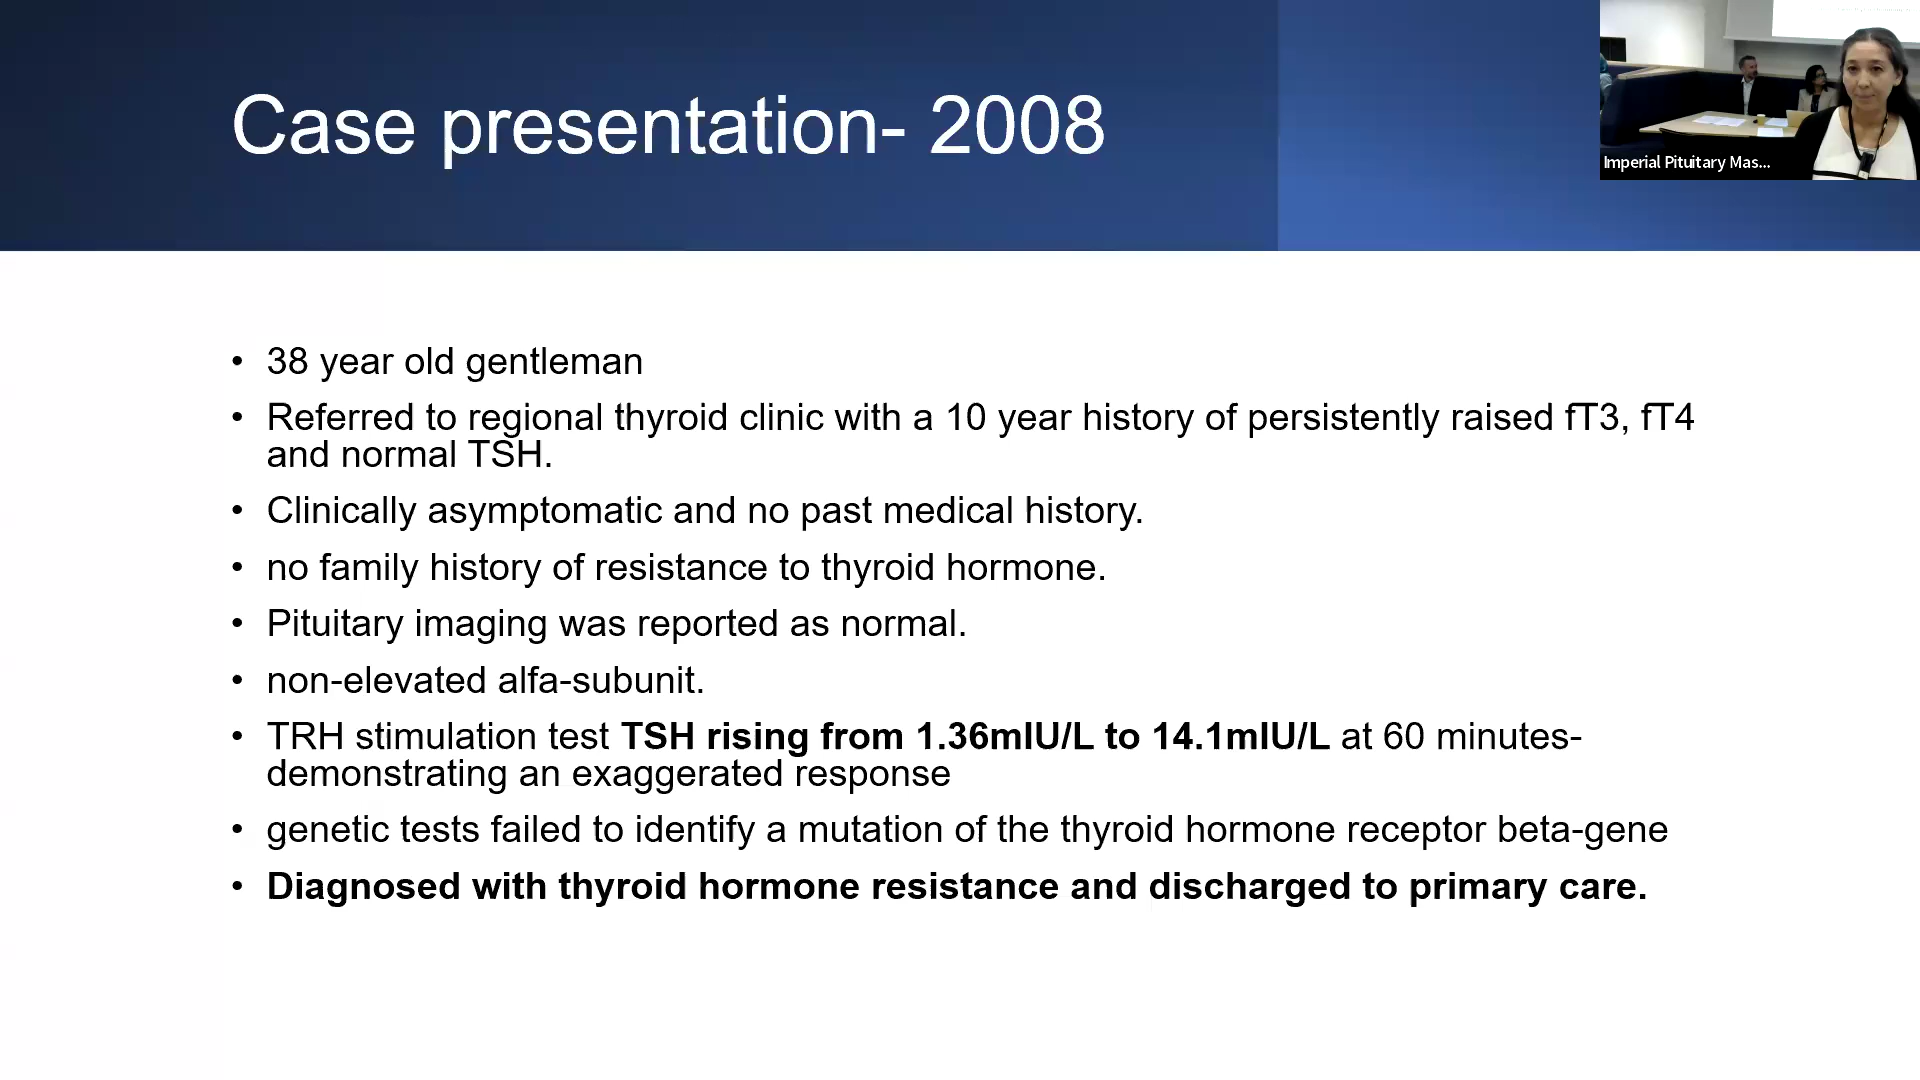 Case presentation- 2008
Imperial Pituitary Mas...
• 38 year old gentleman
• Referred to regional thyroid clinic with a 10 year history of persistently raised fT3, fT4
and normal TSH.
• Clinically asymptomatic and no past medical history.
• no family history of resistance to thyroid hormone.
• Pituitary imaging was reported as normal.
• non-elevated alfa-subunit.
• TRH stimulation test TSH rising from 1.36mIU/L to 14.1mIU/L at 60 minutes-
demonstrating an exaggerated response
• genetic tests failed to identify a mutation of the thyroid hormone receptor beta-gene
• Diagnosed with thyroid hormone resistance and discharged to primary care.